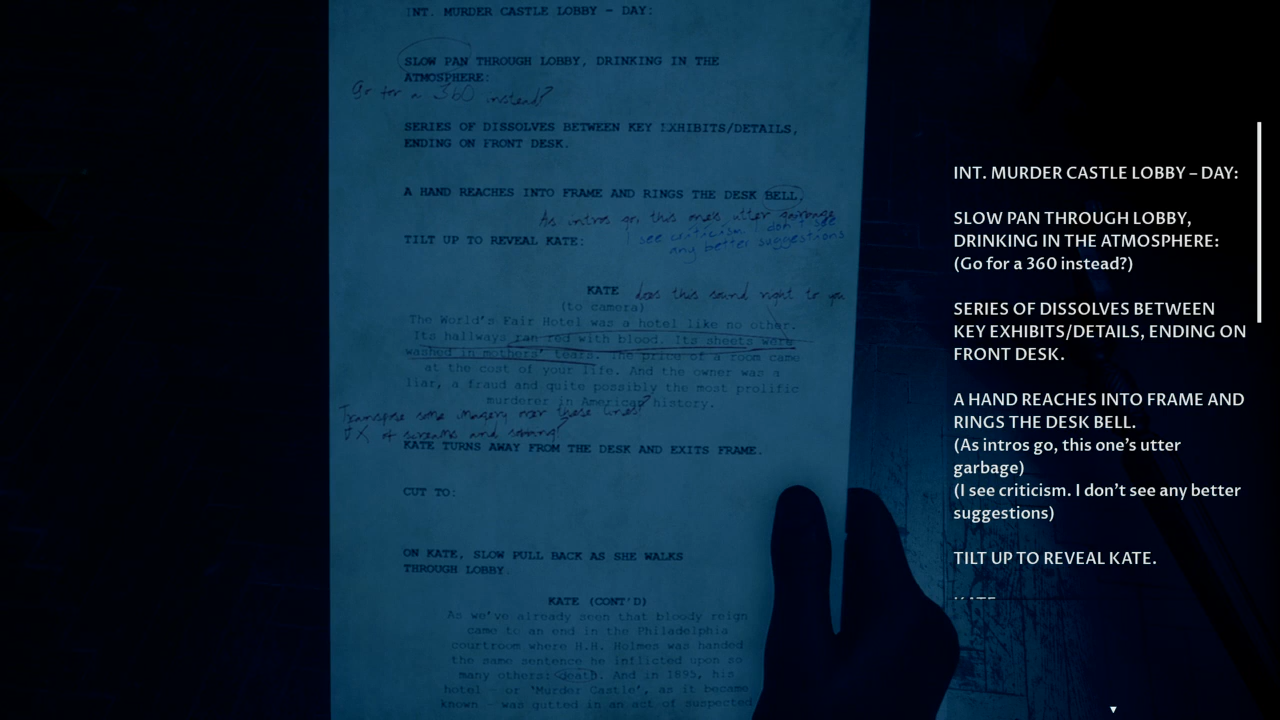 INT. MURDER CASTLE LOBBY – DAY:
SLOW PAN THROUGH LOBBY, DRINKING IN THE
ATMOSPHERE:
Go for a 360 instead?
SERIES OF DISSOLVES BETWEEN KEY EXHIBITS/DETAILS,
ENDING ON FRONT DESK.
A HAND REACHES INTO FRAME AND RINGS THE DESK BELL.
As intros go, this one's utter garbage
I see criticism I don't see
any better suggestions
TILT UP TO REVEAL KATE:
KATE does this sound right to you
(to camera)
The World's Fair Hotel was a hotel like no other.
Its hallways ran red with blood. Its sheets were
washed in mothers' tears. The price of a room came
at the cost of your life. And the owner was a
liar, a fraud and quite possibly the most prolific
murderer in American history.
Transpose some imagery over these lines?
FX of screams and sawing?
KATE TURNS AWAY FROM THE DESK AND EXITS FRAME.
CUT TO:
ON KATE, SLOW PULL BACK AS SHE WALKS
THROUGH LOBBY.
KATE (CONT'D)
As we've already seen that bloody reign
came to an end in the Philadelphia
courtroom where H.H. Holmes was handed
the same sentence he inflicted upon so
many others: death. And in 1895, his
hotel – or 'Murder Castle', as it became
known – was gutted in an act of suspected
INT. MURDER CASTLE LOBBY – DAY:
SLOW PAN THROUGH LOBBY,
DRINKING IN THE ATMOSPHERE:
(Go for a 360 instead?)
SERIES OF DISSOLVES BETWEEN
KEY EXHIBITS/DETAILS, ENDING ON
FRONT DESK.
A HAND REACHES INTO FRAME AND
RINGS THE DESK BELL.
(As intros go, this one's utter
garbage)
(I see criticism. I don't see any better
suggestions)
TILT UP TO REVEAL KATE.
KATE